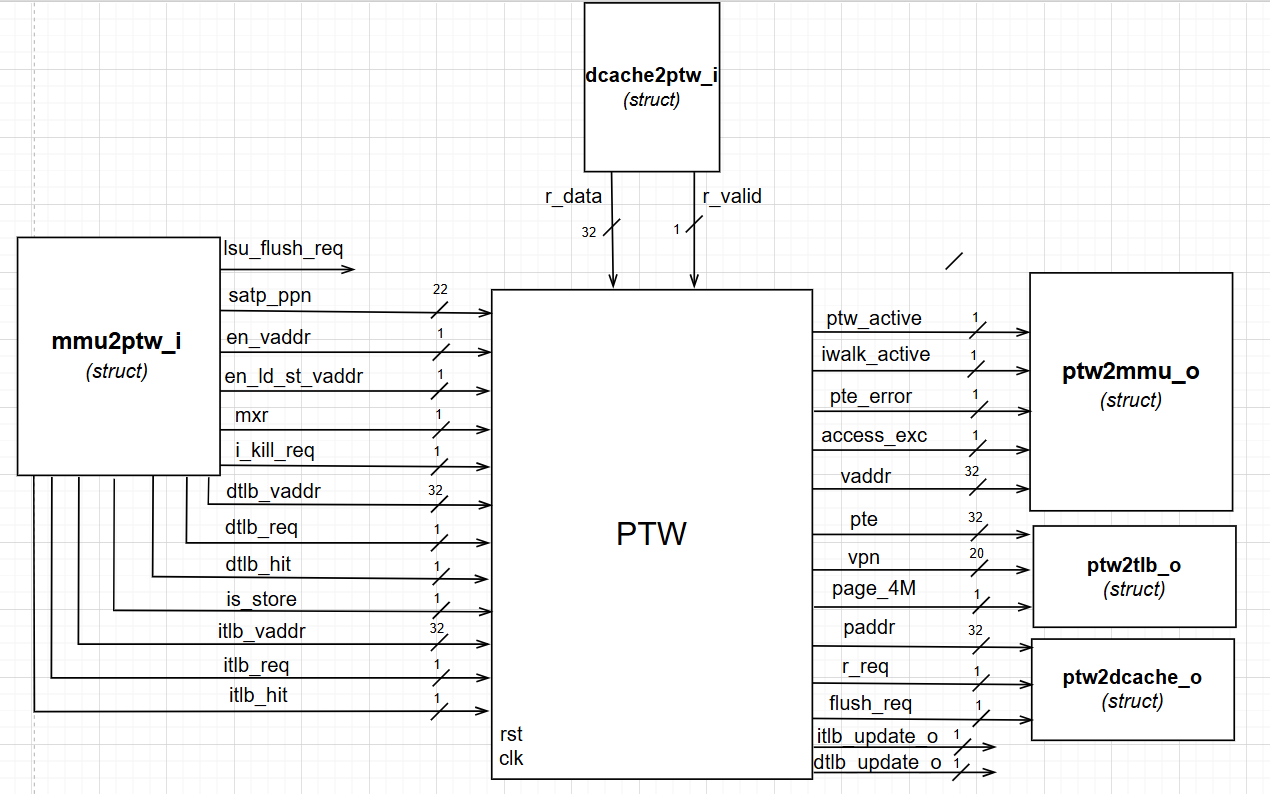 dcache2ptw_i
(struct)
r_data
r_valid
32
1
mmu2ptw_i
(struct)
lsu_flush_req
satp_ppn
22
en_vaddr
1
en_ld_st_vaddr
1
mxr
1
i_kill_req
1
dtlb_vaddr
32
dtlb_req
1
dtlb_hit
1
is_store
1
itlb_vaddr
32
itlb_req
1
itlb_hit
1
PTW
rst
clk
ptw_active
1
iwalk_active
1
pte_error
1
access_exc
1
vaddr
32
pte
32
vpn
20
page_4M
1
paddr
32
r_req
1
flush_req
1
itlb_update_o
1
dtlb_update_o
1
ptw2mmu_o
(struct)
ptw2tlb_o
(struct)
ptw2dcache_o
(struct)